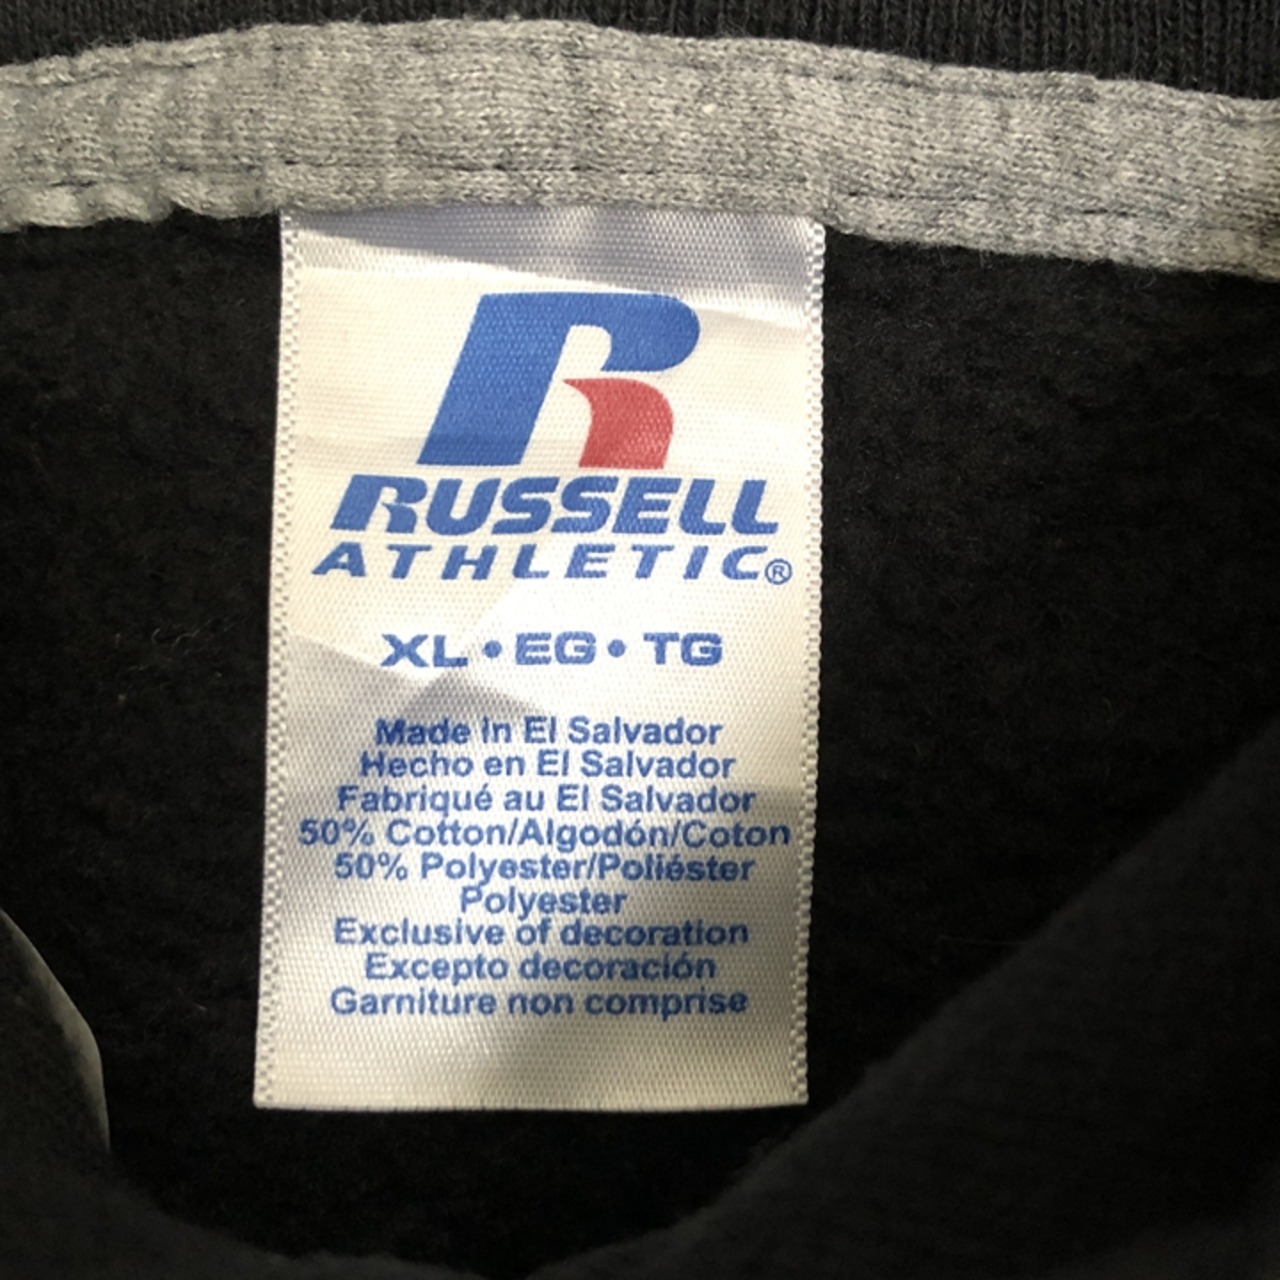 R
RUSSELL
ATHLETIC®
XL • EG • TG
Made in El Salvador
Hecho en El Salvador
Fabriqué au El Salvador
50% Cotton/Algodón/Coton
50% Polyester/Poliéster
Polyester
Exclusive of decoration
Excepto decoración
Garniture non comprise